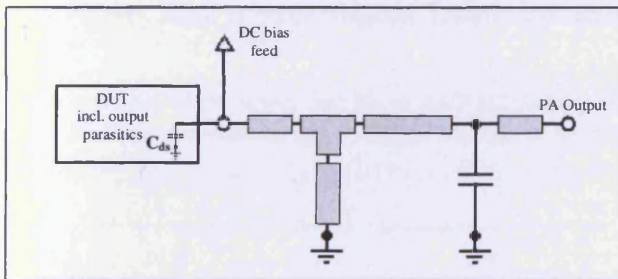 DC bias
feed
DUT
incl. output
parasitics
Cds
PA Output